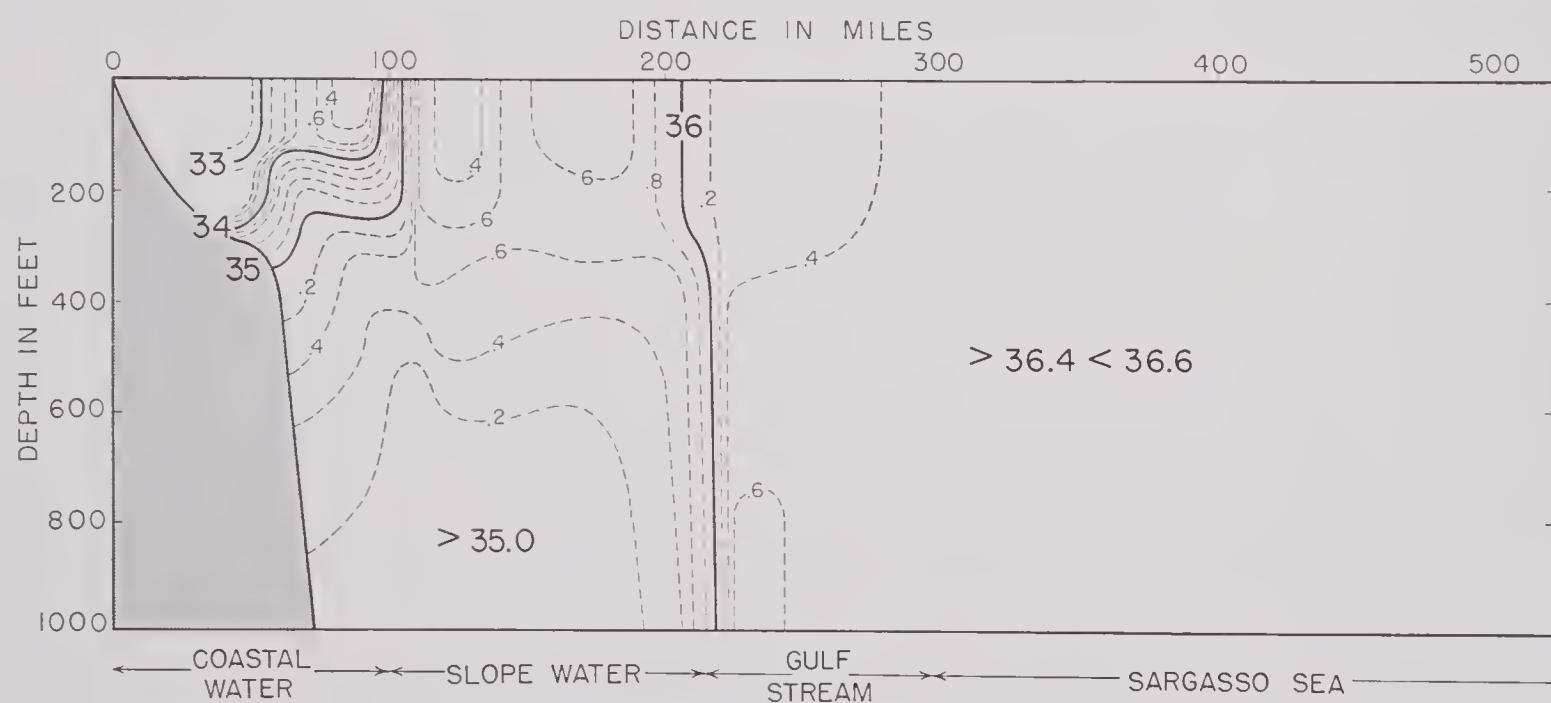 DISTANCE IN MILES
0 100 200 300 400 500
DEPTH IN FEET
200
400
600
800
1000
.4
.6
33
34
35
.2
.4
.4
.6
.6
.6
.4
.2
.8
36
.2
.4
.6
> 35.0
> 36.4 < 36.6
COASTAL
WATER
SLOPE WATER
GULF
STREAM
SARGASSO SEA